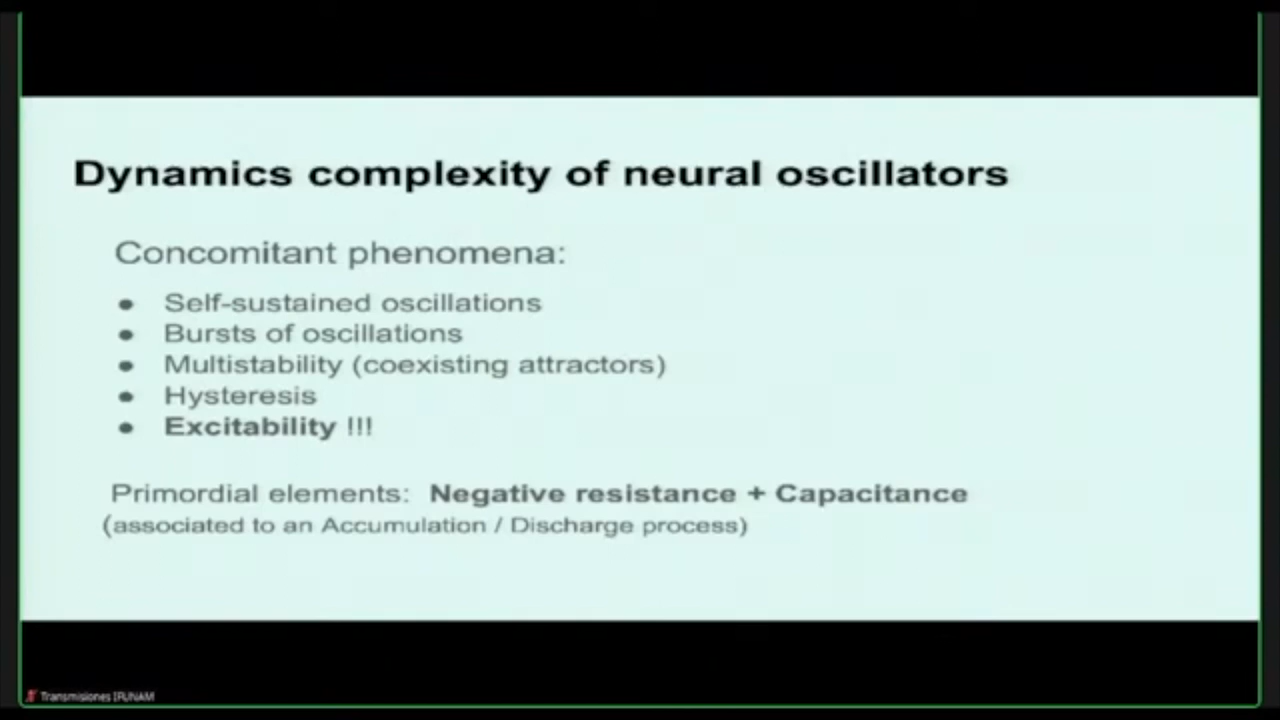 Dynamics complexity of neural oscillators
Concomitant phenomena:
● Self-sustained oscillations
● Bursts of oscillations
● Multistability (coexisting attractors)
● Hysteresis
● Excitability !!!
Primordial elements: Negative resistance + Capacitance
(associated to an Accumulation / Discharge process)
Transmisiones IFUNAM